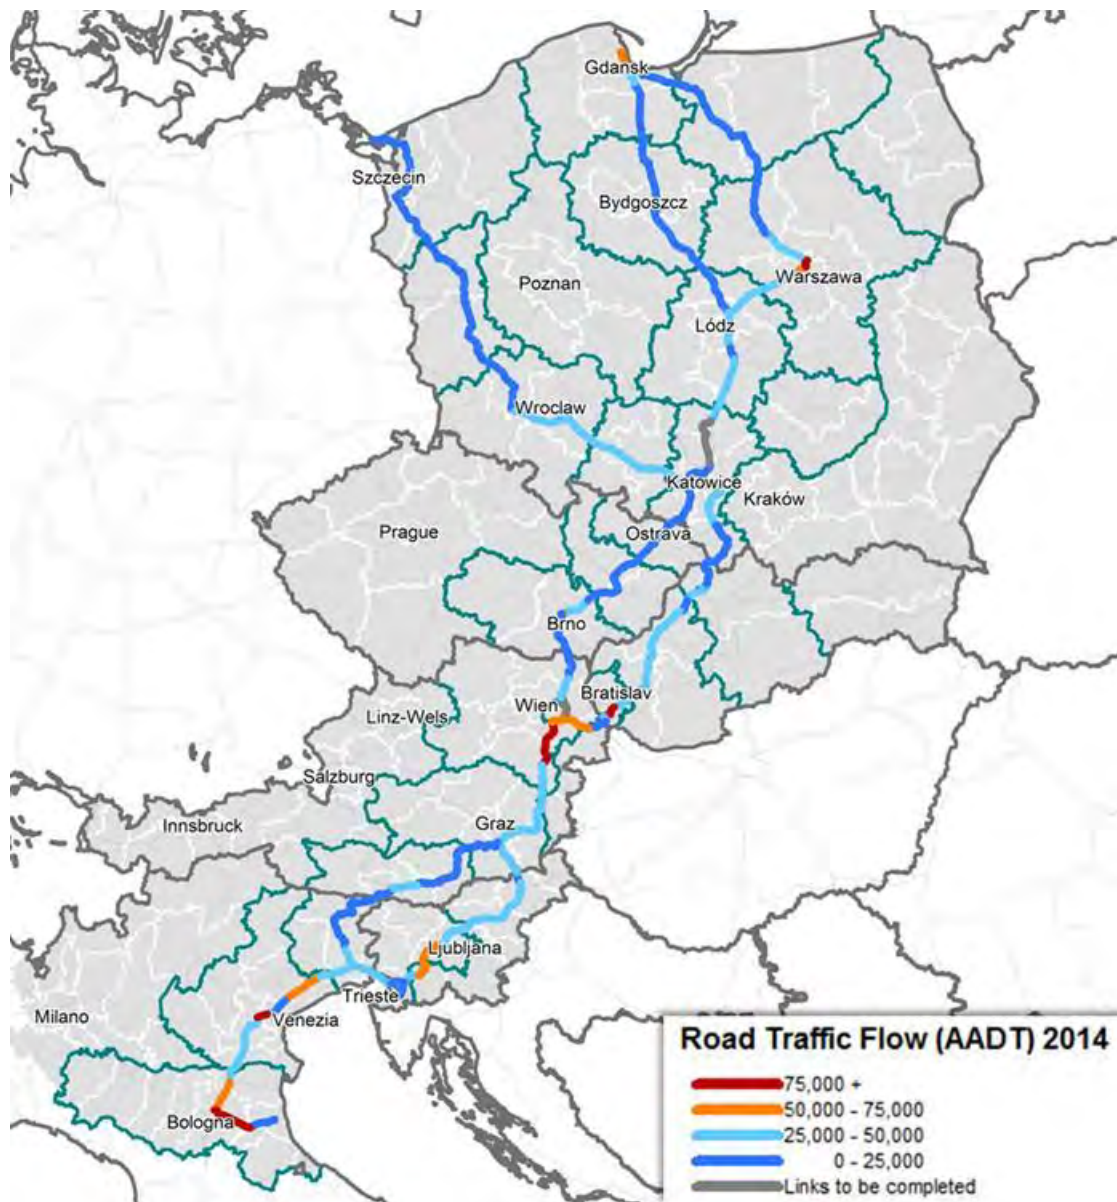 Gdansk
Szczecin
Bydgoszcz
Poznan
Warszawa
Lódz
Wroclaw
Katowice
Kraków
Prague
Ostrava
Brno
Bratislav
Wien
Linz-Wels
Salzburg
Innsbruck
Graz
Ljubljana
Trieste
Milano
Venezia
Bologna
Road Traffic Flow (AADT) 2014
75,000 +
50,000 - 75,000
25,000 - 50,000
0 - 25,000
Links to be completed